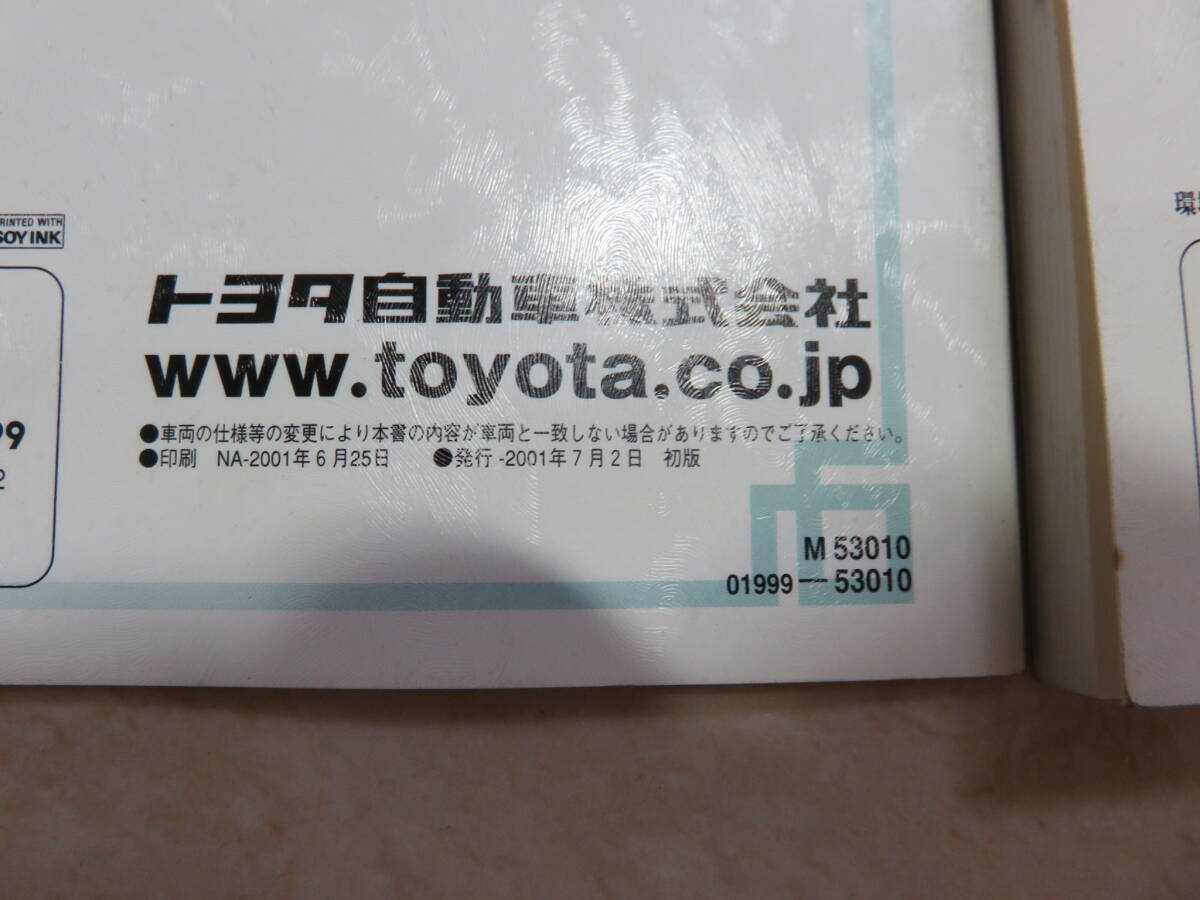 PRINTED WITH
SOY INK
トヨタ自動車株式会社
www.toyota.co.jp
99
2
●車両の仕様等の変更により本書の内容が車両と一致しない場合がありますのでご了承ください。
●印刷 NA-2001年6月25日 ●発行-2001年7月2日 初版
M 53010
01999—53010